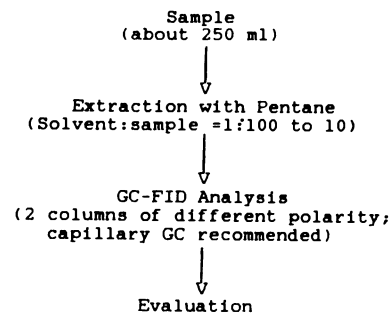 Sample
(about 250 ml)
Extraction with Pentane
(Solvent:sample =1:100 to 10)
GC-FID Analysis
(2 columns of different polarity;
capillary GC recommended)
Evaluation